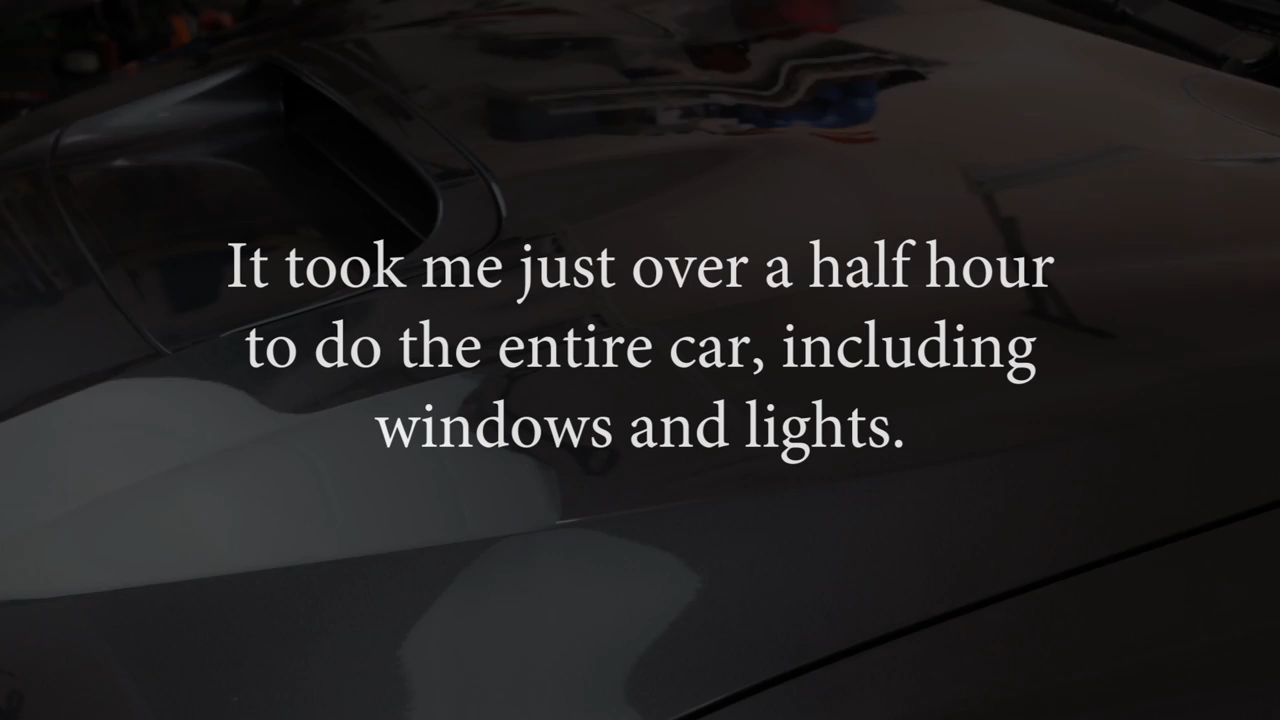 It took me just over a half hour
to do the entire car, including
windows and lights.